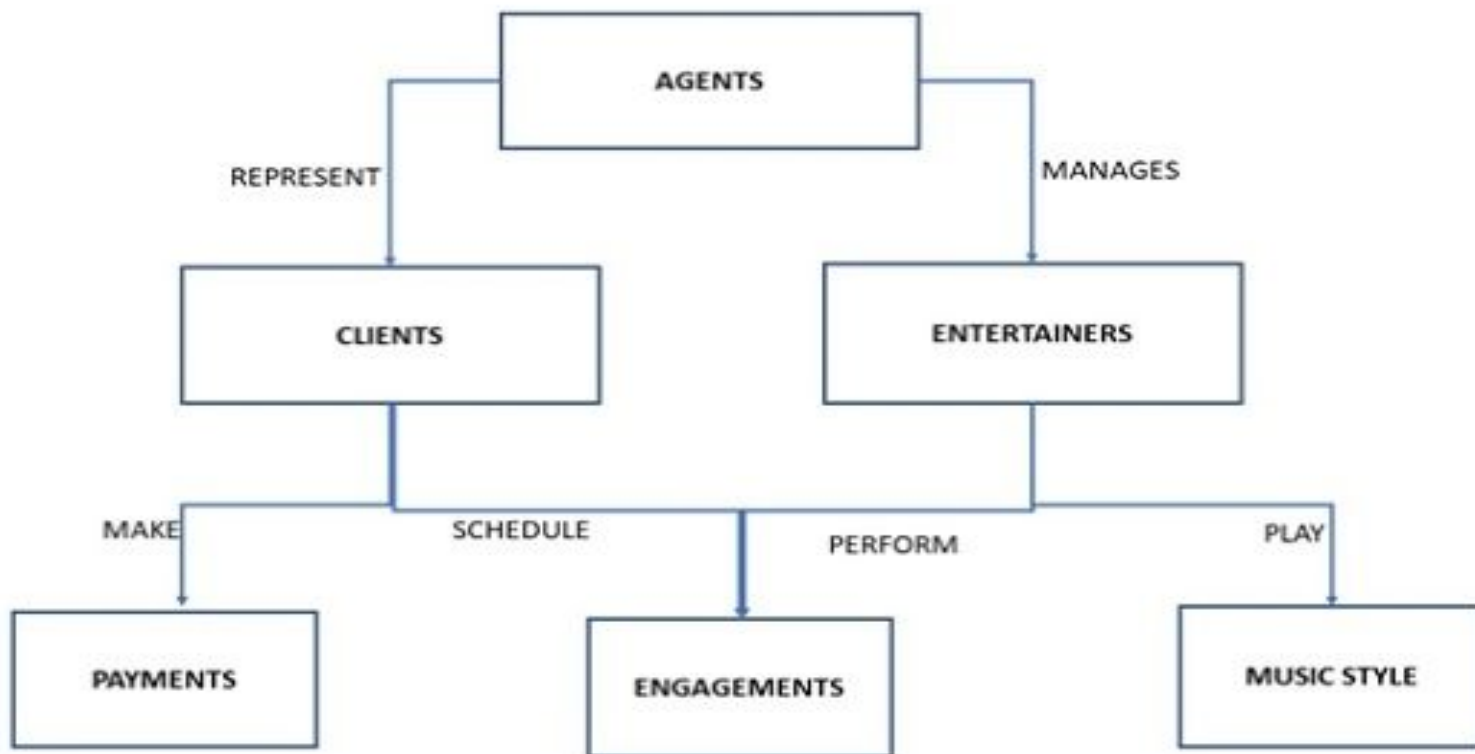 AGENTS
REPRESENT
MANAGES
CLIENTS
ENTERTAINERS
MAKE
SCHEDULE
PERFORM
PLAY
PAYMENTS
ENGAGEMENTS
MUSIC STYLE